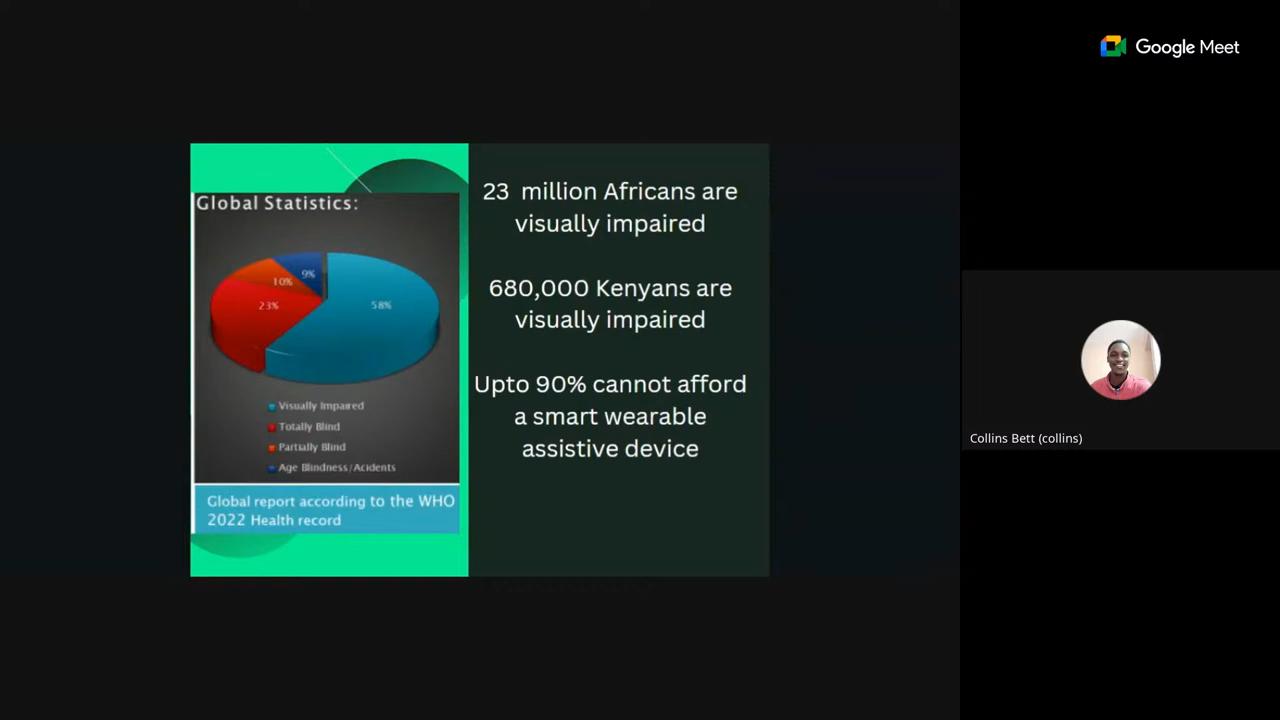 Google Meet
Global Statistics:
9%
10%
23%
58%
Visually Impaired
Totally Blind
Partially Blind
Age Blindness/Acidents
Global report according to the WHO
2022 Health record
23 million Africans are
visually impaired
680,000 Kenyans are
visually impaired
Upto 90% cannot afford
a smart wearable
assistive device
Collins Bett (collins)